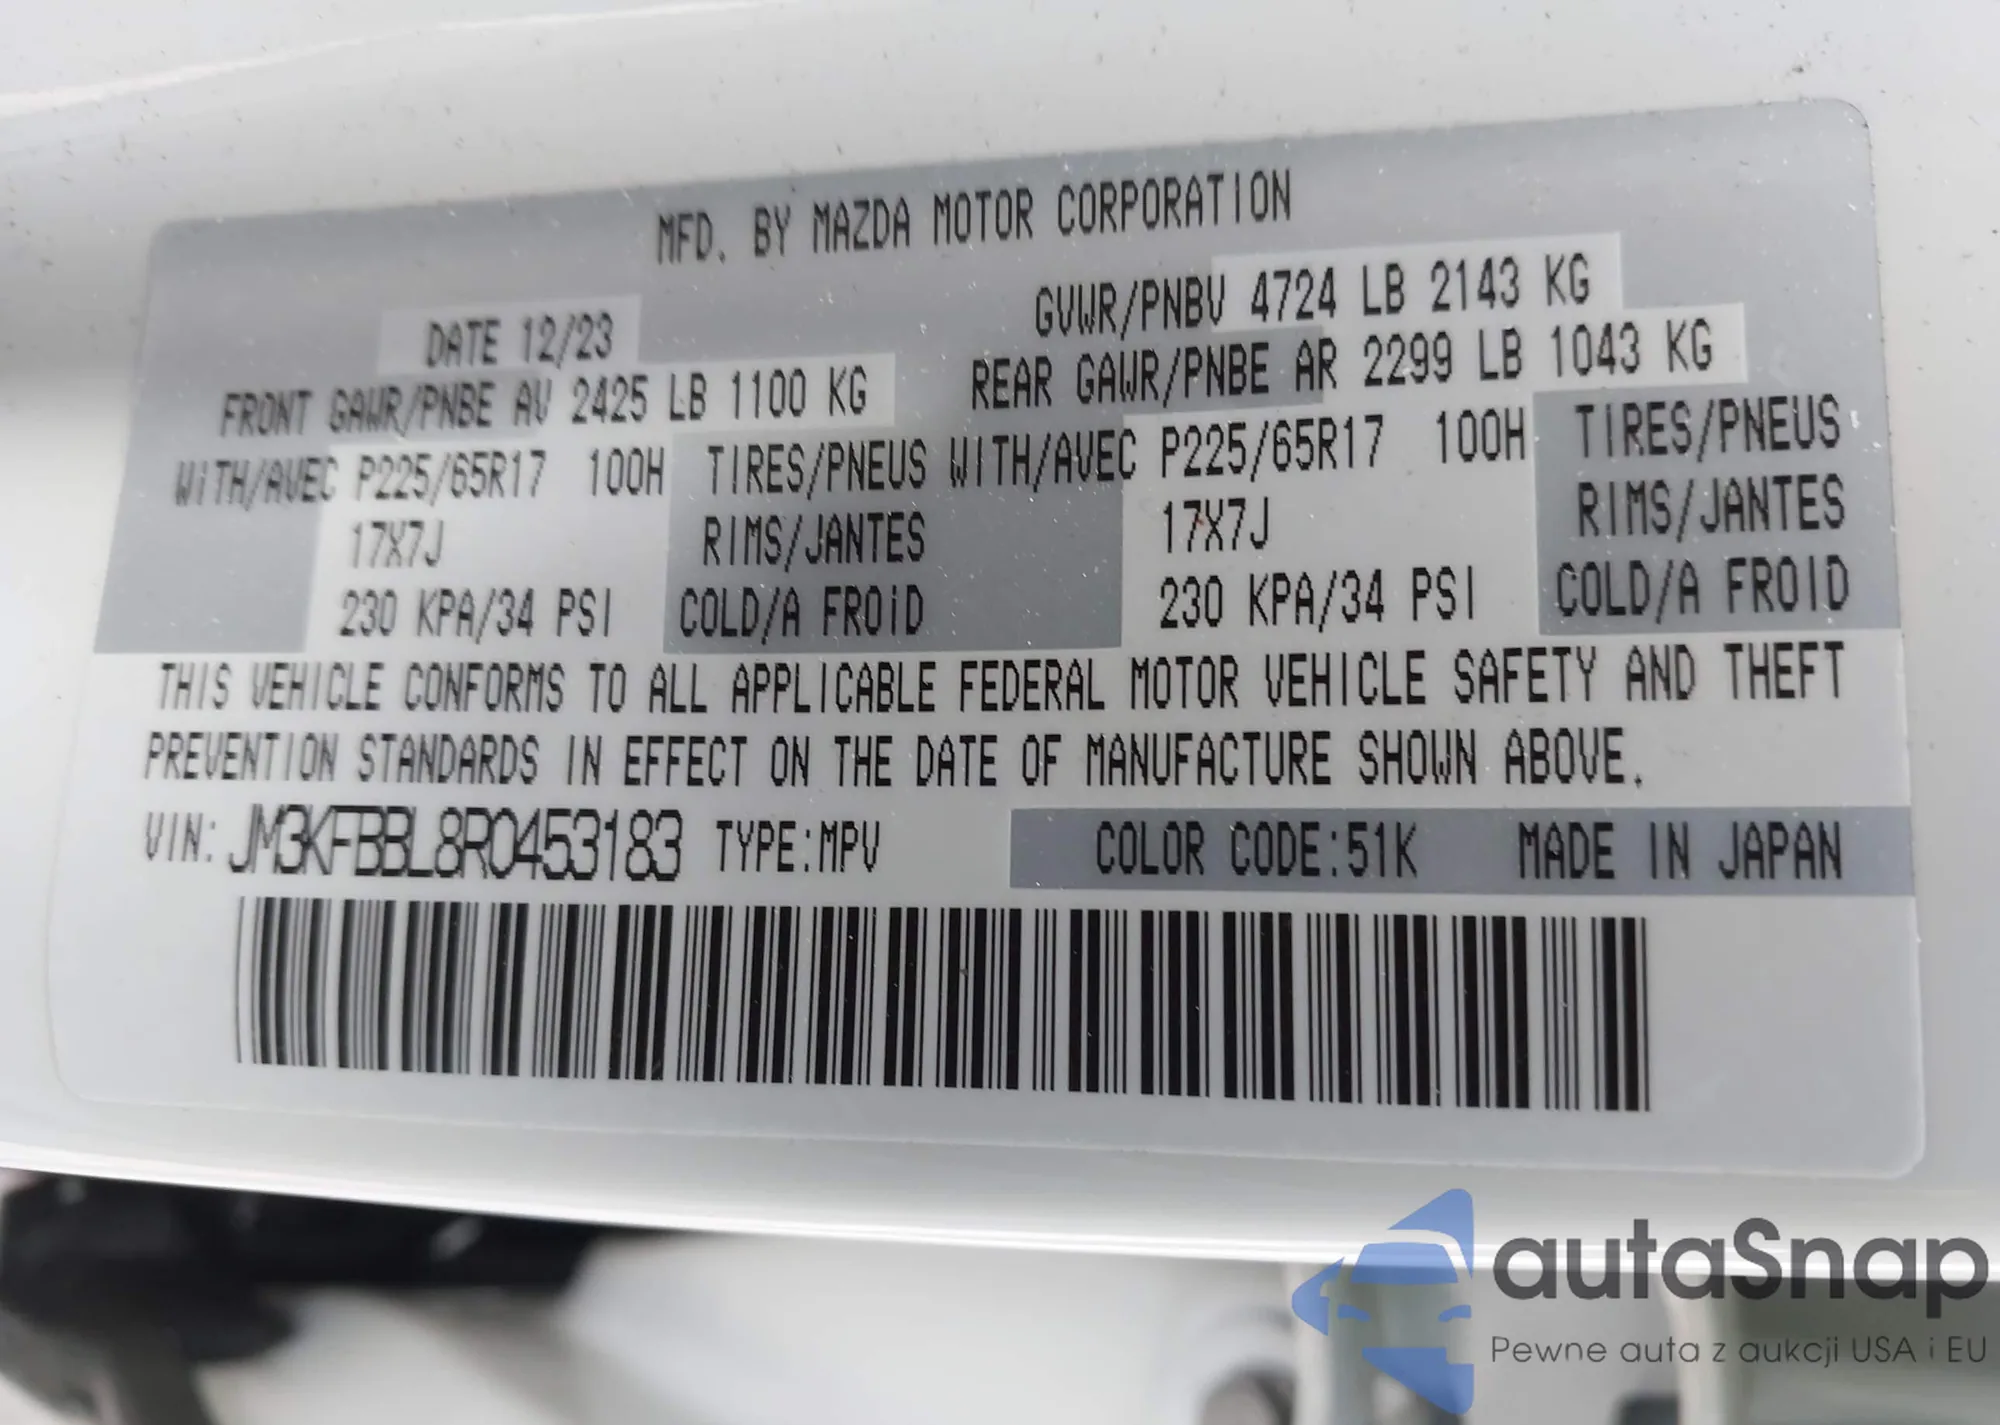 MFD. BY MAZDA MOTOR CORPORATION
DATE 12/23
GVWR/PNBV 4724 LB 2143 KG
FRONT GAWR/PNBE AV 2425 LB 1100 KG
REAR GAWR/PNBE AR 2299 LB 1043 KG
WITH/AVEC P225/65R17 100H TIRES/PNEUS WITH/AVEC P225/65R17 100H TIRES/PNEUS
17X7J RIMS/JANTES 17X7J RIMS/JANTES
230 KPA/34 PSI COLD/A FROID 230 KPA/34 PSI COLD/A FROID
THIS VEHICLE CONFORMS TO ALL APPLICABLE FEDERAL MOTOR VEHICLE SAFETY AND THEFT
PREVENTION STANDARDS IN EFFECT ON THE DATE OF MANUFACTURE SHOWN ABOVE.
VIN: JM3KFBBL8R0453183 TYPE:MPV COLOR CODE:51K MADE IN JAPAN
autaSnap
Pewne auta z aukcji USA i EU